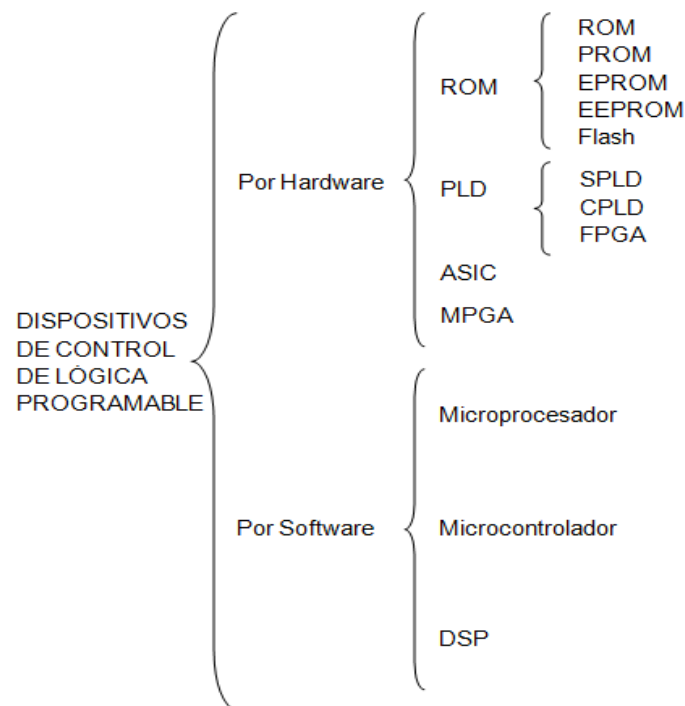 DISPOSITIVOS
DE CONTROL
DE LÓGICA
PROGRAMABLE
Por Hardware
ROM
ROM
PROM
EPROM
EEPROM
Flash
PLD
SPLD
CPLD
FPGA
ASIC
MPGA
Por Software
Microprocesador
Microcontrolador
DSP